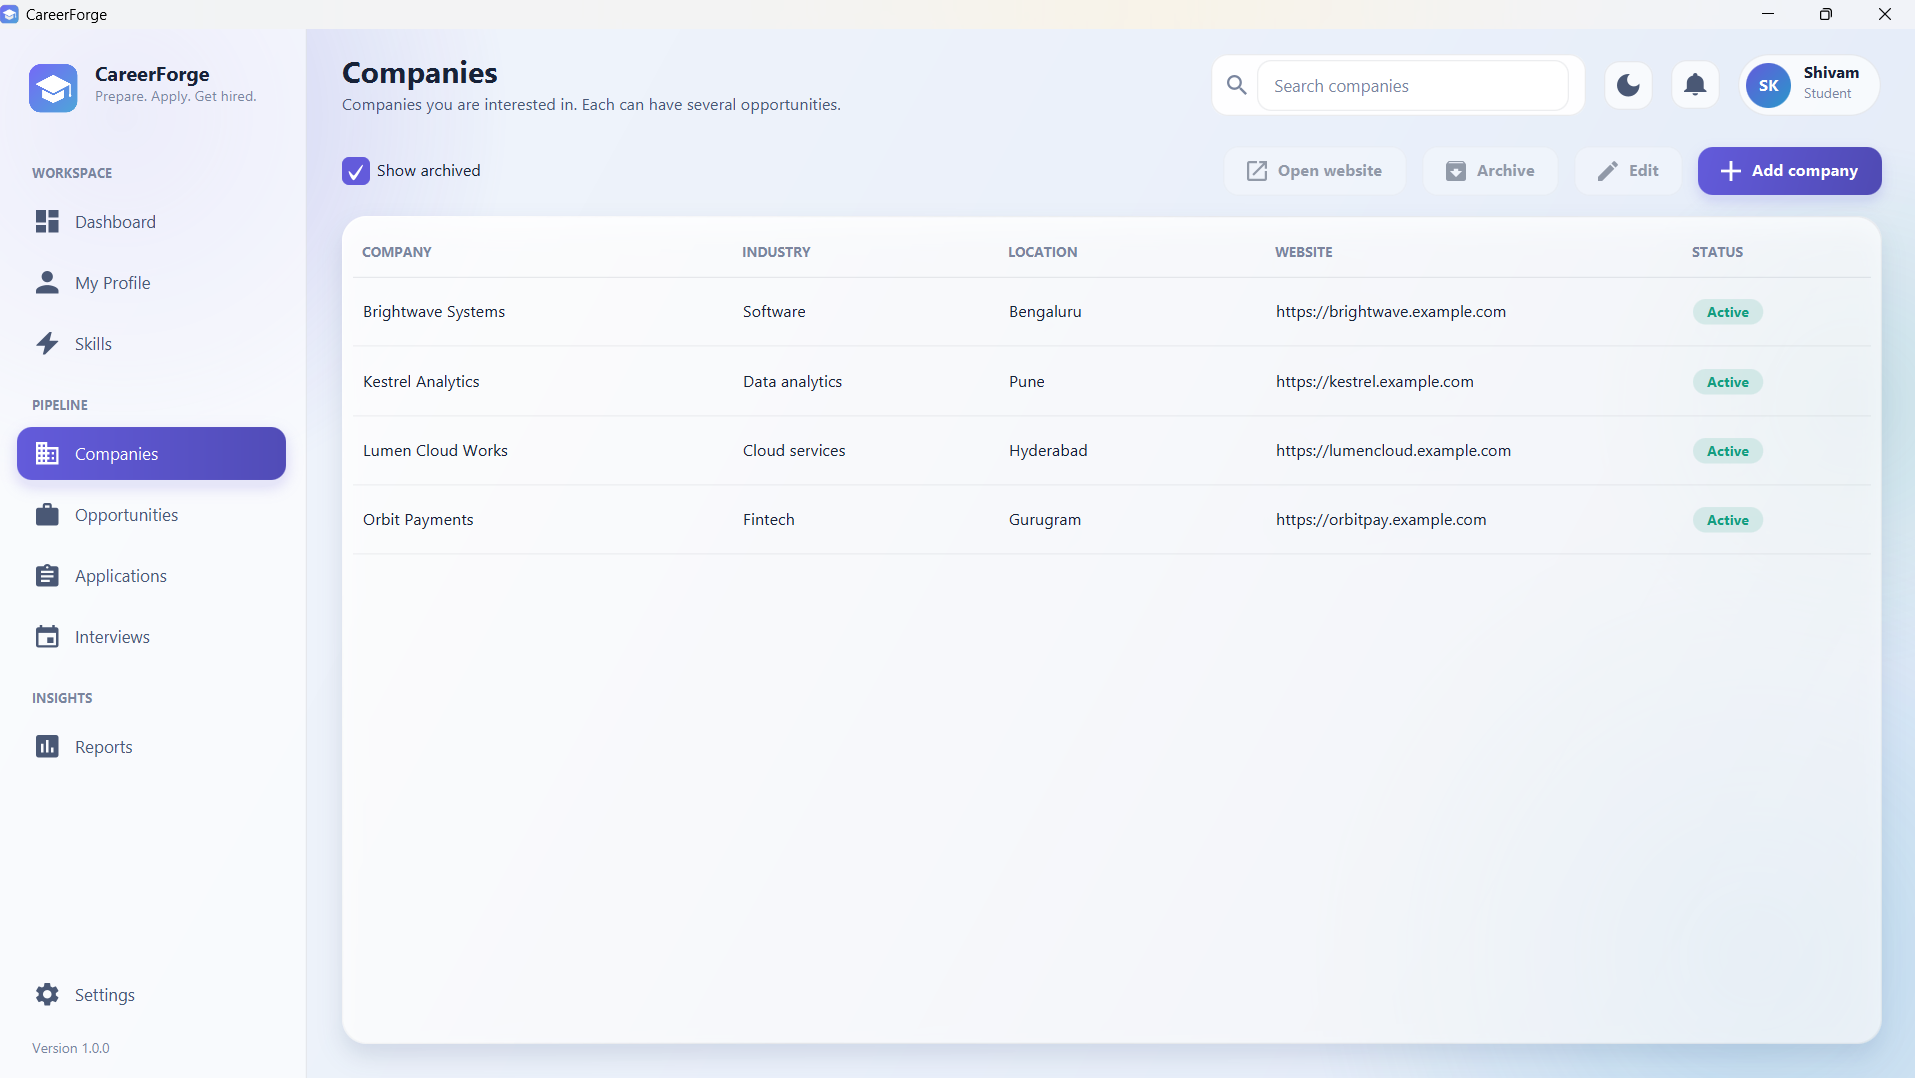 CareerForge
CareerForge
Prepare. Apply. Get hired.
WORKSPACE
Dashboard
My Profile
Skills
PIPELINE
Companies
Opportunities
Applications
Interviews
INSIGHTS
Reports
Settings
Version 1.0.0
Companies
Companies you are interested in. Each can have several opportunities.
Search companies
SK
Shivam
Student
Show archived
Open website
Archive
Edit
Add company
COMPANY INDUSTRY LOCATION WEBSITE STATUS
Brightwave Systems Software Bengaluru https://brightwave.example.com Active
Kestrel Analytics Data analytics Pune https://kestrel.example.com Active
Lumen Cloud Works Cloud services Hyderabad https://lumencloud.example.com Active
Orbit Payments Fintech Gurugram https://orbitpay.example.com Active